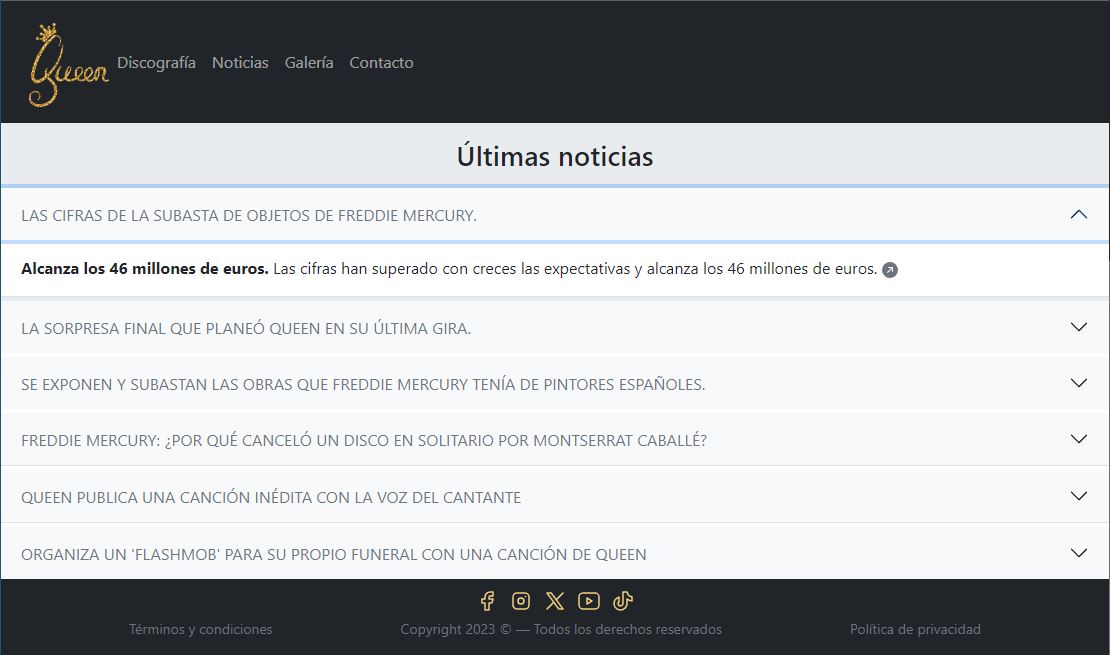 Queen
Discografía Noticias Galería Contacto
Últimas noticias
LAS CIFRAS DE LA SUBASTA DE OBJETOS DE FREDDIE MERCURY.
Alcanza los 46 millones de euros. Las cifras han superado con creces las expectativas y alcanza los 46 millones de euros.
LA SORPRESA FINAL QUE PLANEÓ QUEEN EN SU ÚLTIMA GIRA.
SE EXPONEN Y SUBASTAN LAS OBRAS QUE FREDDIE MERCURY TENÍA DE PINTORES ESPAÑOLES.
FREDDIE MERCURY: ¿POR QUÉ CANCELÓ UN DISCO EN SOLITARIO POR MONTSERRAT CABALLÉ?
QUEEN PUBLICA UNA CANCIÓN INÉDITA CON LA VOZ DEL CANTANTE
ORGANIZA UN 'FLASHMOB' PARA SU PROPIO FUNERAL CON UNA CANCIÓN DE QUEEN
Términos y condiciones Copyright 2023 © — Todos los derechos reservados Política de privacidad